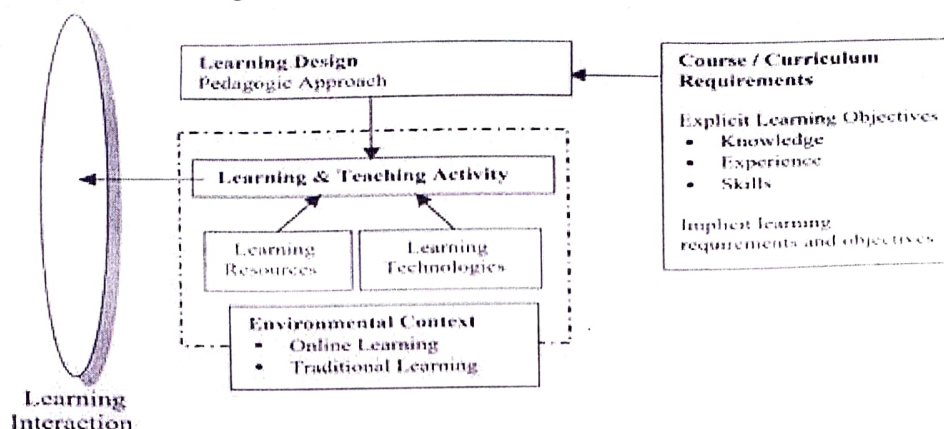 Learning Design
Pedagogic Approach
Course / Curriculum
Requirements
Explicit Learning Objectives
• Knowledge
• Experience
• Skills
Implicit learning
requirements and objectives
Learning & Teaching Activity
Learning
Resources
Learning
Technologies
Environmental Context
• Online Learning
• Traditional Learning
Learning
Interaction